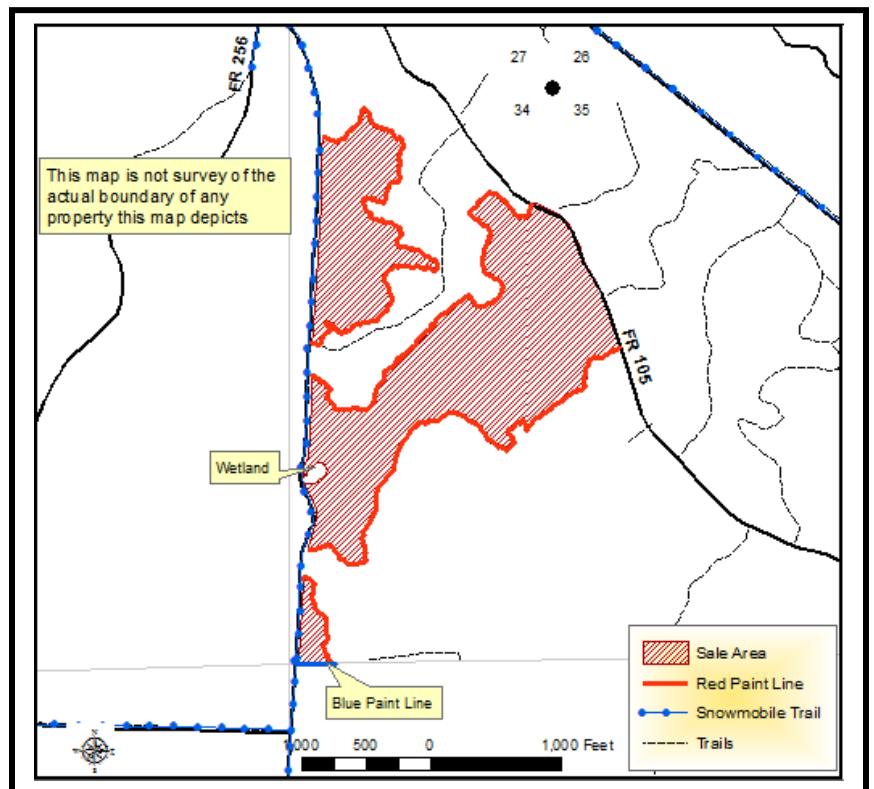 FR 256
27 26
34 35
This map is not survey of the
actual boundary of any
property this map depicts
FR 105
Wetland
Blue Paint Line
Sale Area
Red Paint Line
Snowmobile Trail
Trails
1,000 500 0 1,000 Feet